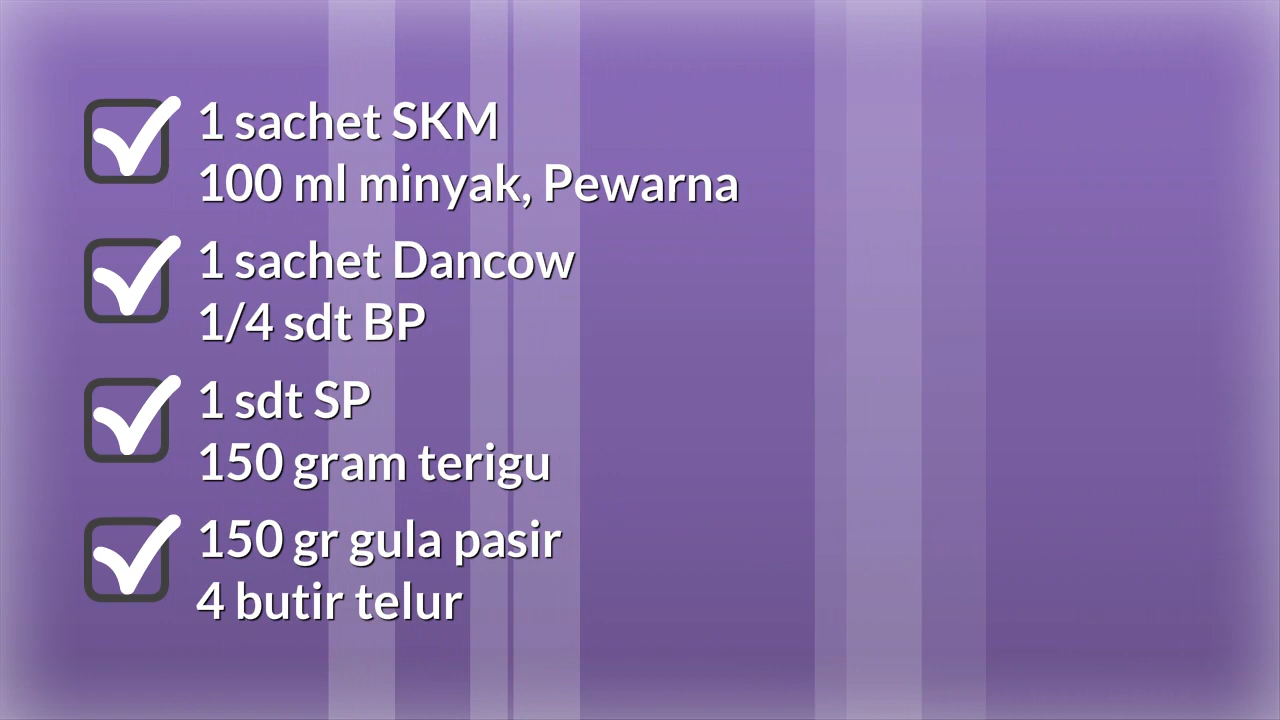 1 sachet SKM
100 ml minyak, Pewarna
1 sachet Dancow
1/4 sdt BP
1 sdt SP
150 gram terigu
150 gr gula pasir
4 butir telur